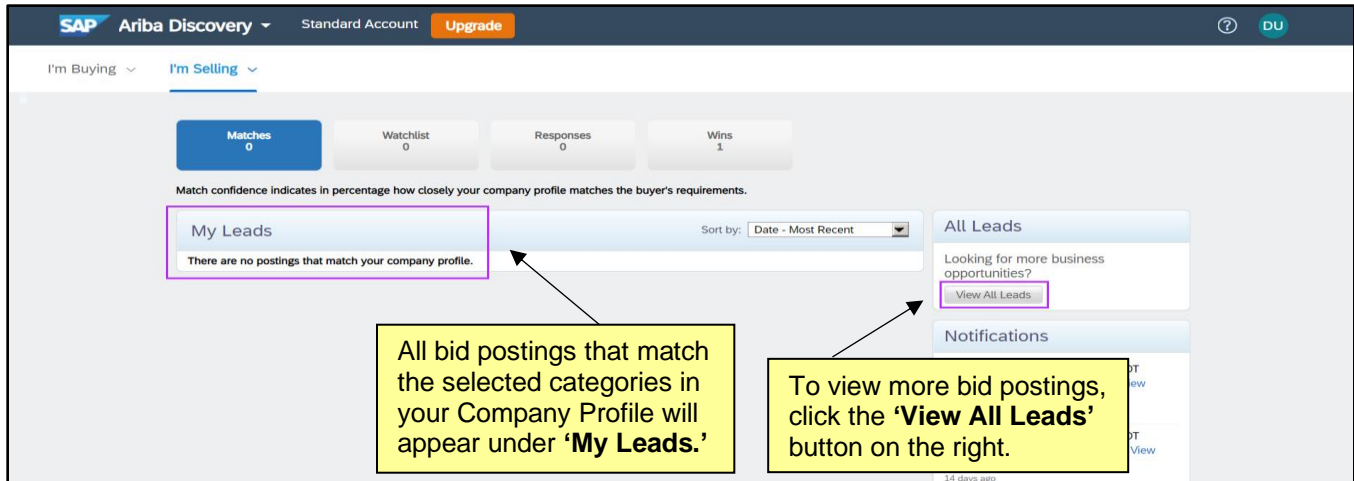 SAP Ariba Discovery Standard Account Upgrade ? DU
I'm Buying I'm Selling
Matches Watchlist Responses Wins
0 0 0 1
Match confidence indicates in percentage how closely your company profile matches the buyer's requirements.
My Leads Sort by: Date - Most Recent All Leads
There are no postings that match your company profile.
Looking for more business
opportunities?
View All Leads
Notifications
All bid postings that match
the selected categories in
your Company Profile will
appear under ‘My Leads.’
To view more bid postings,
click the ‘View All Leads’
button on the right.
View
14 days ago